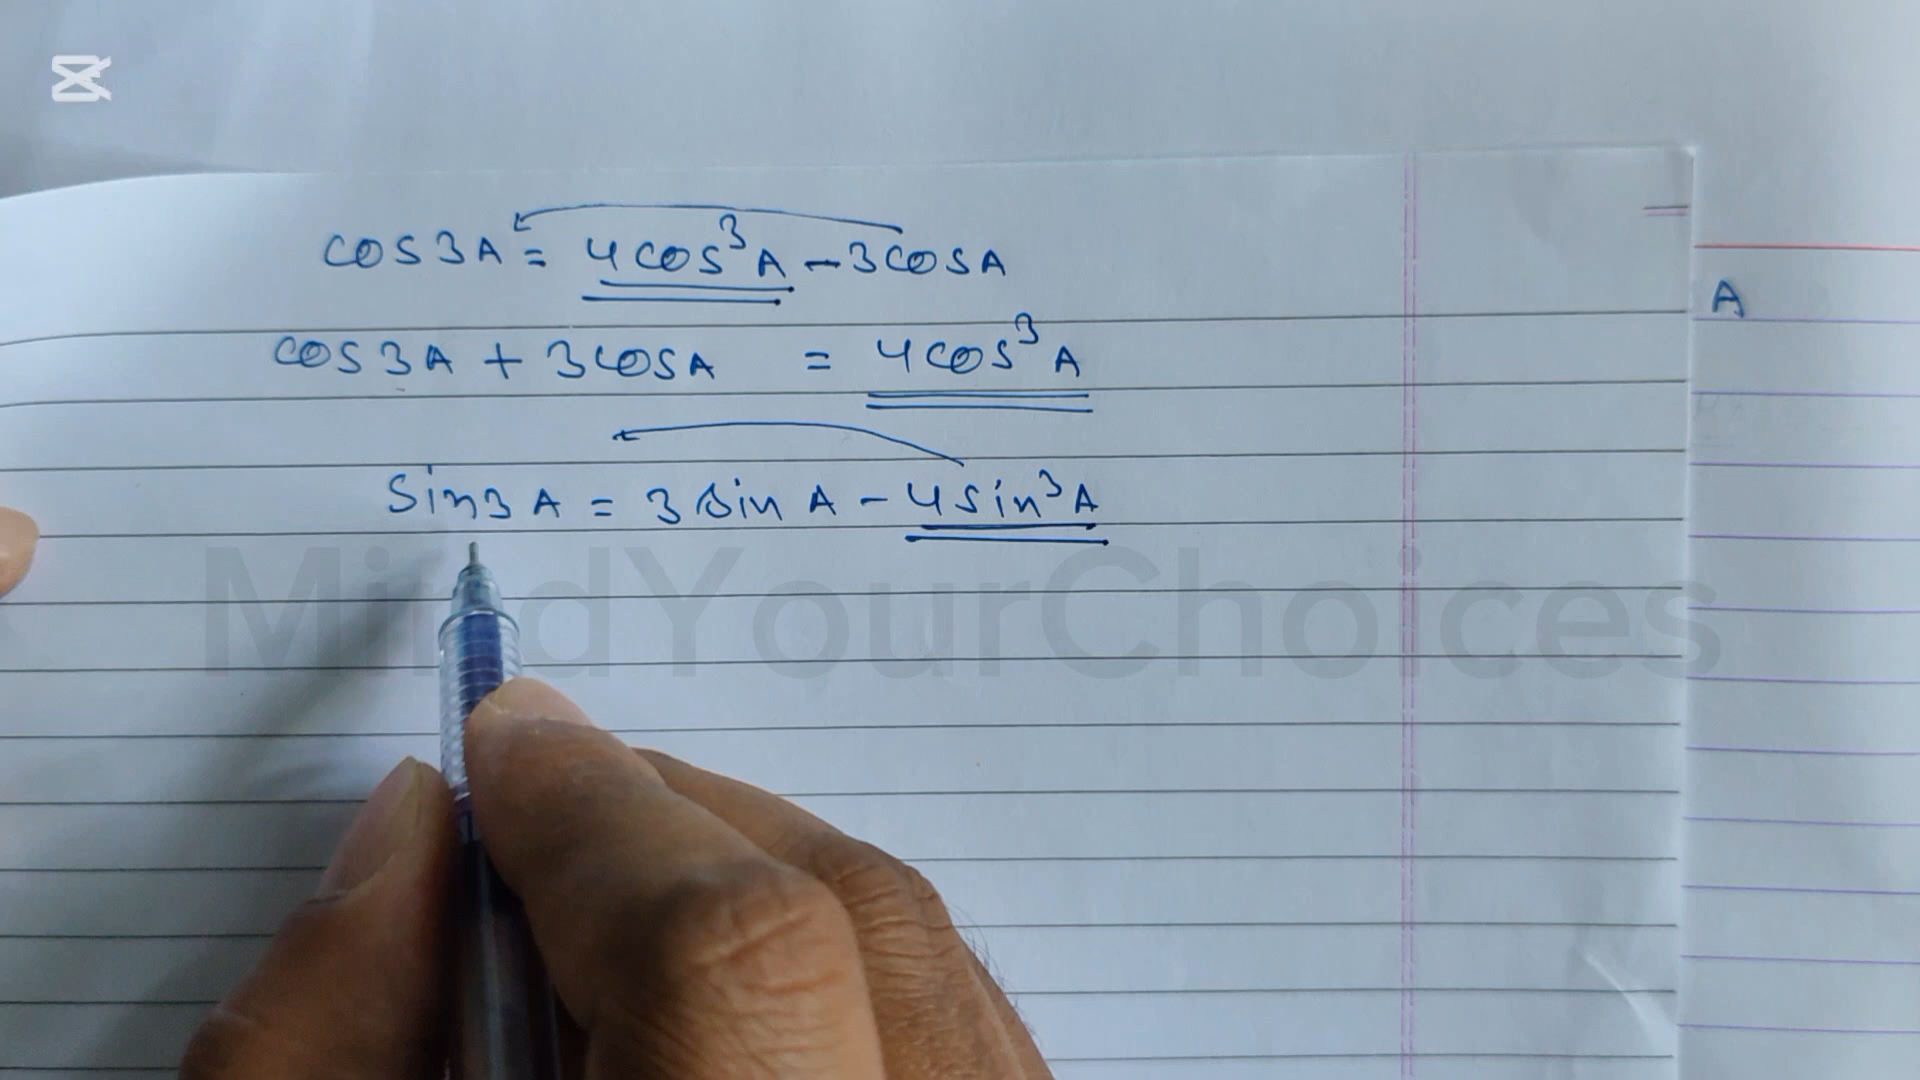 cos3A = 4cos³A - 3cosA
A
cos3A + 3cosA = 4cos³A
sin3A = 3sinA - 4sin³A
MindYourChoices